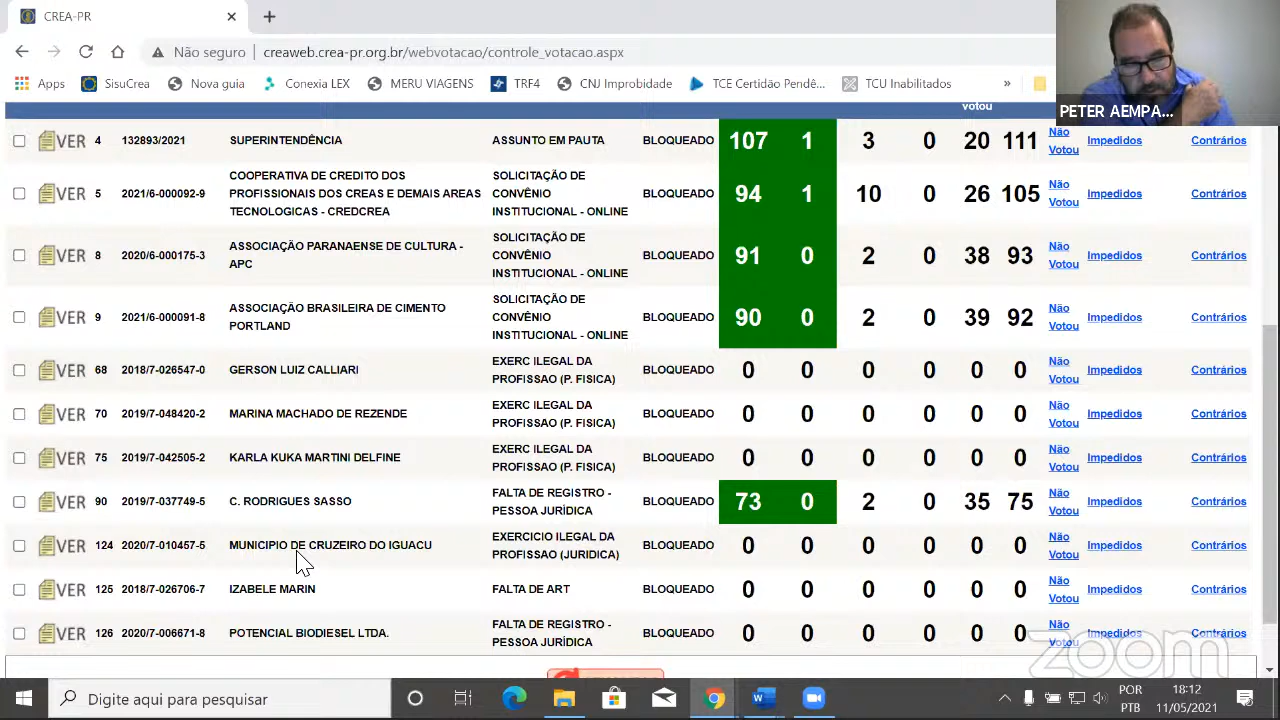 CREA-PR
Não seguro | creaweb.crea-pr.org.br/webvotacao/controle_votacao.aspx
Apps SisuCrea Nova guia Conexia LEX MERU VIAGENS TRF4 CNJ Improbidade TCE Certidão Pendê... TCU Inabilitados »
PETER AEMPA...
votou
VER 4 132893/2021 SUPERINTENDÊNCIA ASSUNTO EM PAUTA BLOQUEADO 107 1 3 0 20 111 Não Votou Impedidos Contrários
VER 5 2021/6-000092-9 COOPERATIVA DE CREDITO DOS PROFISSIONAIS DOS CREAS E DEMAIS AREAS TECNOLOGICAS - CREDCREA SOLICITAÇÃO DE CONVÊNIO INSTITUCIONAL - ONLINE BLOQUEADO 94 1 10 0 26 105 Não Votou Impedidos Contrários
VER 8 2020/6-000175-3 ASSOCIAÇÃO PARANAENSE DE CULTURA - APC SOLICITAÇÃO DE CONVÊNIO INSTITUCIONAL - ONLINE BLOQUEADO 91 0 2 0 38 93 Não Votou Impedidos Contrários
VER 9 2021/6-000091-8 ASSOCIAÇÃO BRASILEIRA DE CIMENTO PORTLAND SOLICITAÇÃO DE CONVÊNIO INSTITUCIONAL - ONLINE BLOQUEADO 90 0 2 0 39 92 Não Votou Impedidos Contrários
VER 68 2018/7-026547-0 GERSON LUIZ CALLIARI EXERC ILEGAL DA PROFISSAO (P. FISICA) BLOQUEADO 0 0 0 0 0 0 Não Votou Impedidos Contrários
VER 70 2019/7-048420-2 MARINA MACHADO DE REZENDE EXERC ILEGAL DA PROFISSAO (P. FISICA) BLOQUEADO 0 0 0 0 0 0 Não Votou Impedidos Contrários
VER 75 2019/7-042505-2 KARLA KUKA MARTINI DELFINE EXERC ILEGAL DA PROFISSAO (P. FISICA) BLOQUEADO 0 0 0 0 0 0 Não Votou Impedidos Contrários
VER 90 2019/7-037749-5 C. RODRIGUES SASSO FALTA DE REGISTRO - PESSOA JURÍDICA BLOQUEADO 73 0 2 0 35 75 Não Votou Impedidos Contrários
VER 124 2020/7-010457-5 MUNICIPIO DE CRUZEIRO DO IGUACU EXERCICIO ILEGAL DA PROFISSAO (JURIDICA) BLOQUEADO 0 0 0 0 0 0 Não Votou Impedidos Contrários
VER 125 2018/7-026706-7 IZABELE MARIN FALTA DE ART BLOQUEADO 0 0 0 0 0 0 Não Votou Impedidos Contrários
VER 126 2020/7-006671-8 POTENCIAL BIODIESEL LTDA. FALTA DE REGISTRO - PESSOA JURÍDICA BLOQUEADO 0 0 0 0 0 0 Não Votou Impedidos Contrários
zoom
Digite aqui para pesquisar
POR 18:12
PTB 11/05/2021